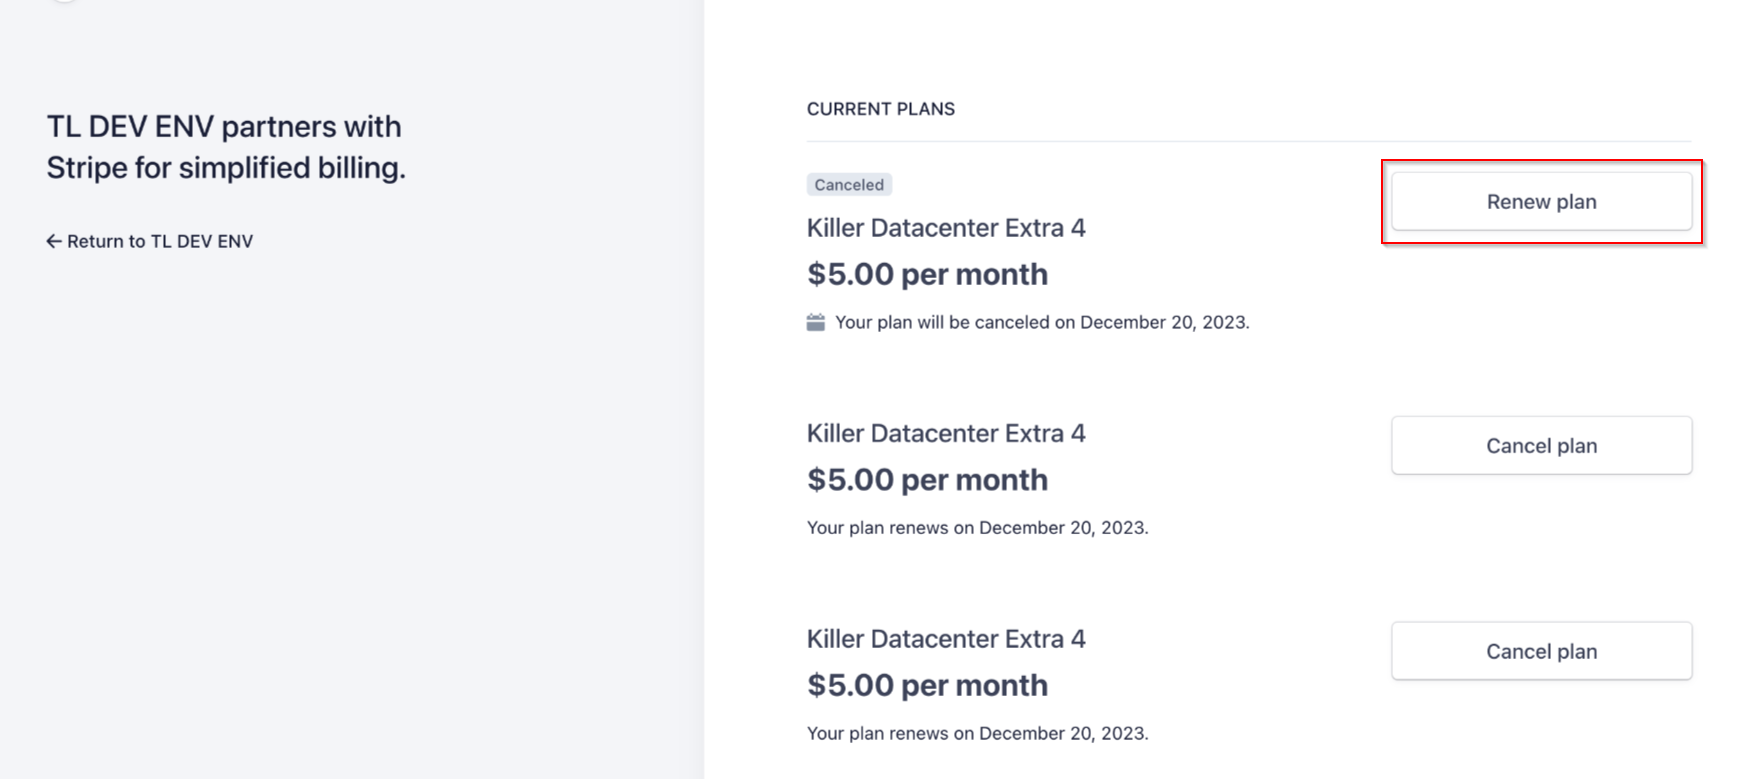 TL DEV ENV partners with
Stripe for simplified billing.
← Return to TL DEV ENV
CURRENT PLANS
Canceled
Renew plan
Killer Datacenter Extra 4
$5.00 per month
Your plan will be canceled on December 20, 2023.
Killer Datacenter Extra 4
Cancel plan
$5.00 per month
Your plan renews on December 20, 2023.
Killer Datacenter Extra 4
Cancel plan
$5.00 per month
Your plan renews on December 20, 2023.